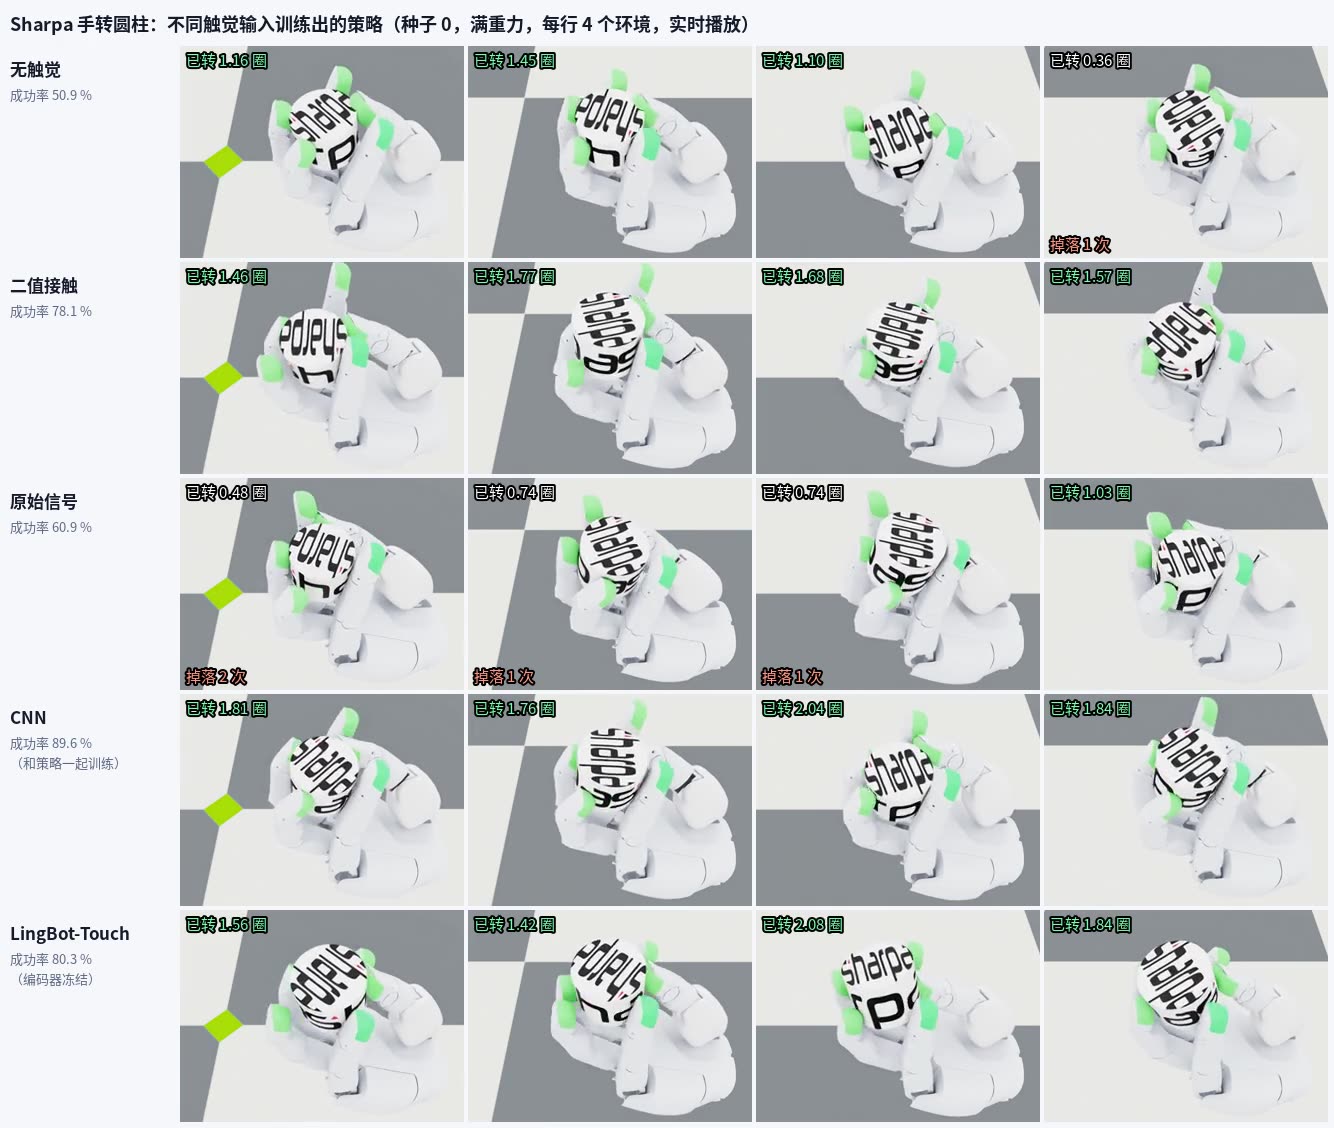 Sharpa 手转圆柱：不同触觉输入训练出的策略（种子 0，满重力，每行 4 个环境，实时播放）
无触觉
成功率 50.9 %
已转 1.16 圈
已转 1.45 圈
已转 1.10 圈
已转 0.36 圈
掉落 1 次
二值接触
成功率 78.1 %
已转 1.46 圈
已转 1.77 圈
已转 1.68 圈
已转 1.57 圈
原始信号
成功率 60.9 %
已转 0.48 圈
已转 0.74 圈
已转 0.74 圈
已转 1.03 圈
掉落 2 次
掉落 1 次
掉落 1 次
CNN
成功率 89.6 %
（和策略一起训练）
已转 1.81 圈
已转 1.76 圈
已转 2.04 圈
已转 1.84 圈
LingBot-Touch
成功率 80.3 %
（编码器冻结）
已转 1.56 圈
已转 1.42 圈
已转 2.08 圈
已转 1.84 圈